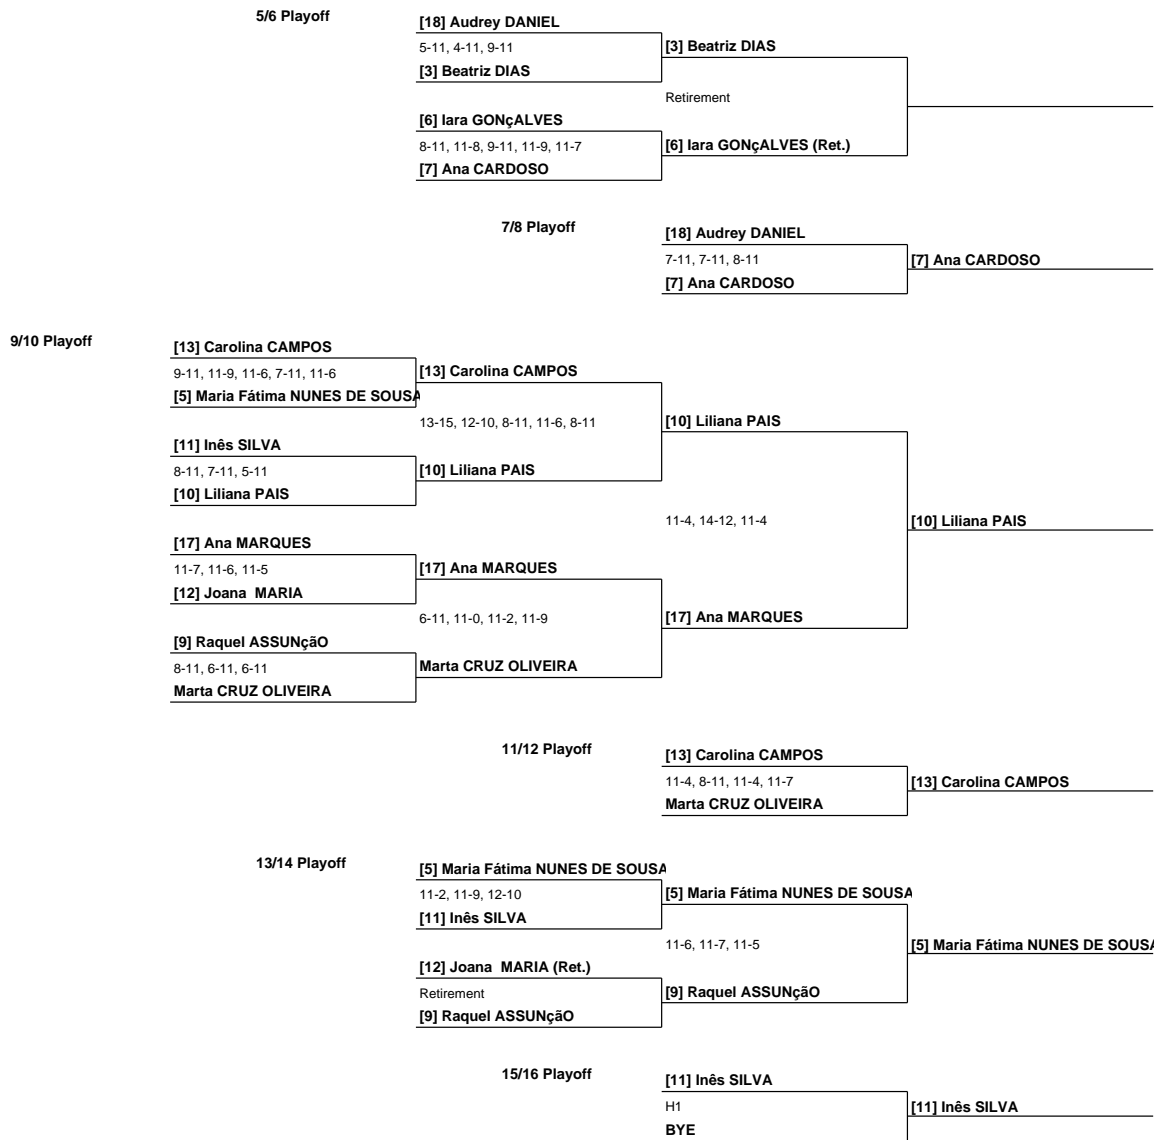 5/6 Playoff
[18] Audrey DANIEL
5-11, 4-11, 9-11
[3] Beatriz DIAS
[3] Beatriz DIAS
Retirement
[6] Iara GONçALVES
8-11, 11-8, 9-11, 11-9, 11-7
[6] Iara GONçALVES (Ret.)
[7] Ana CARDOSO
7/8 Playoff
[18] Audrey DANIEL
7-11, 7-11, 8-11
[7] Ana CARDOSO
[7] Ana CARDOSO
9/10 Playoff
[13] Carolina CAMPOS
9-11, 11-9, 11-6, 7-11, 11-6
[13] Carolina CAMPOS
[5] Maria Fátima NUNES DE SOUSA
13-15, 12-10, 8-11, 11-6, 8-11
[10] Liliana PAIS
[11] Inês SILVA
8-11, 7-11, 5-11
[10] Liliana PAIS
[10] Liliana PAIS
11-4, 14-12, 11-4
[10] Liliana PAIS
[17] Ana MARQUES
11-7, 11-6, 11-5
[17] Ana MARQUES
[12] Joana  MARIA
6-11, 11-0, 11-2, 11-9
[17] Ana MARQUES
[9] Raquel ASSUNçãO
8-11, 6-11, 6-11
Marta CRUZ OLIVEIRA
Marta CRUZ OLIVEIRA
11/12 Playoff
[13] Carolina CAMPOS
11-4, 8-11, 11-4, 11-7
[13] Carolina CAMPOS
Marta CRUZ OLIVEIRA
13/14 Playoff
[5] Maria Fátima NUNES DE SOUSA
11-2, 11-9, 12-10
[5] Maria Fátima NUNES DE SOUSA
[11] Inês SILVA
11-6, 11-7, 11-5
[5] Maria Fátima NUNES DE SOUSA
[12] Joana  MARIA (Ret.)
Retirement
[9] Raquel ASSUNçãO
[9] Raquel ASSUNçãO
15/16 Playoff
[11] Inês SILVA
H1
[11] Inês SILVA
BYE